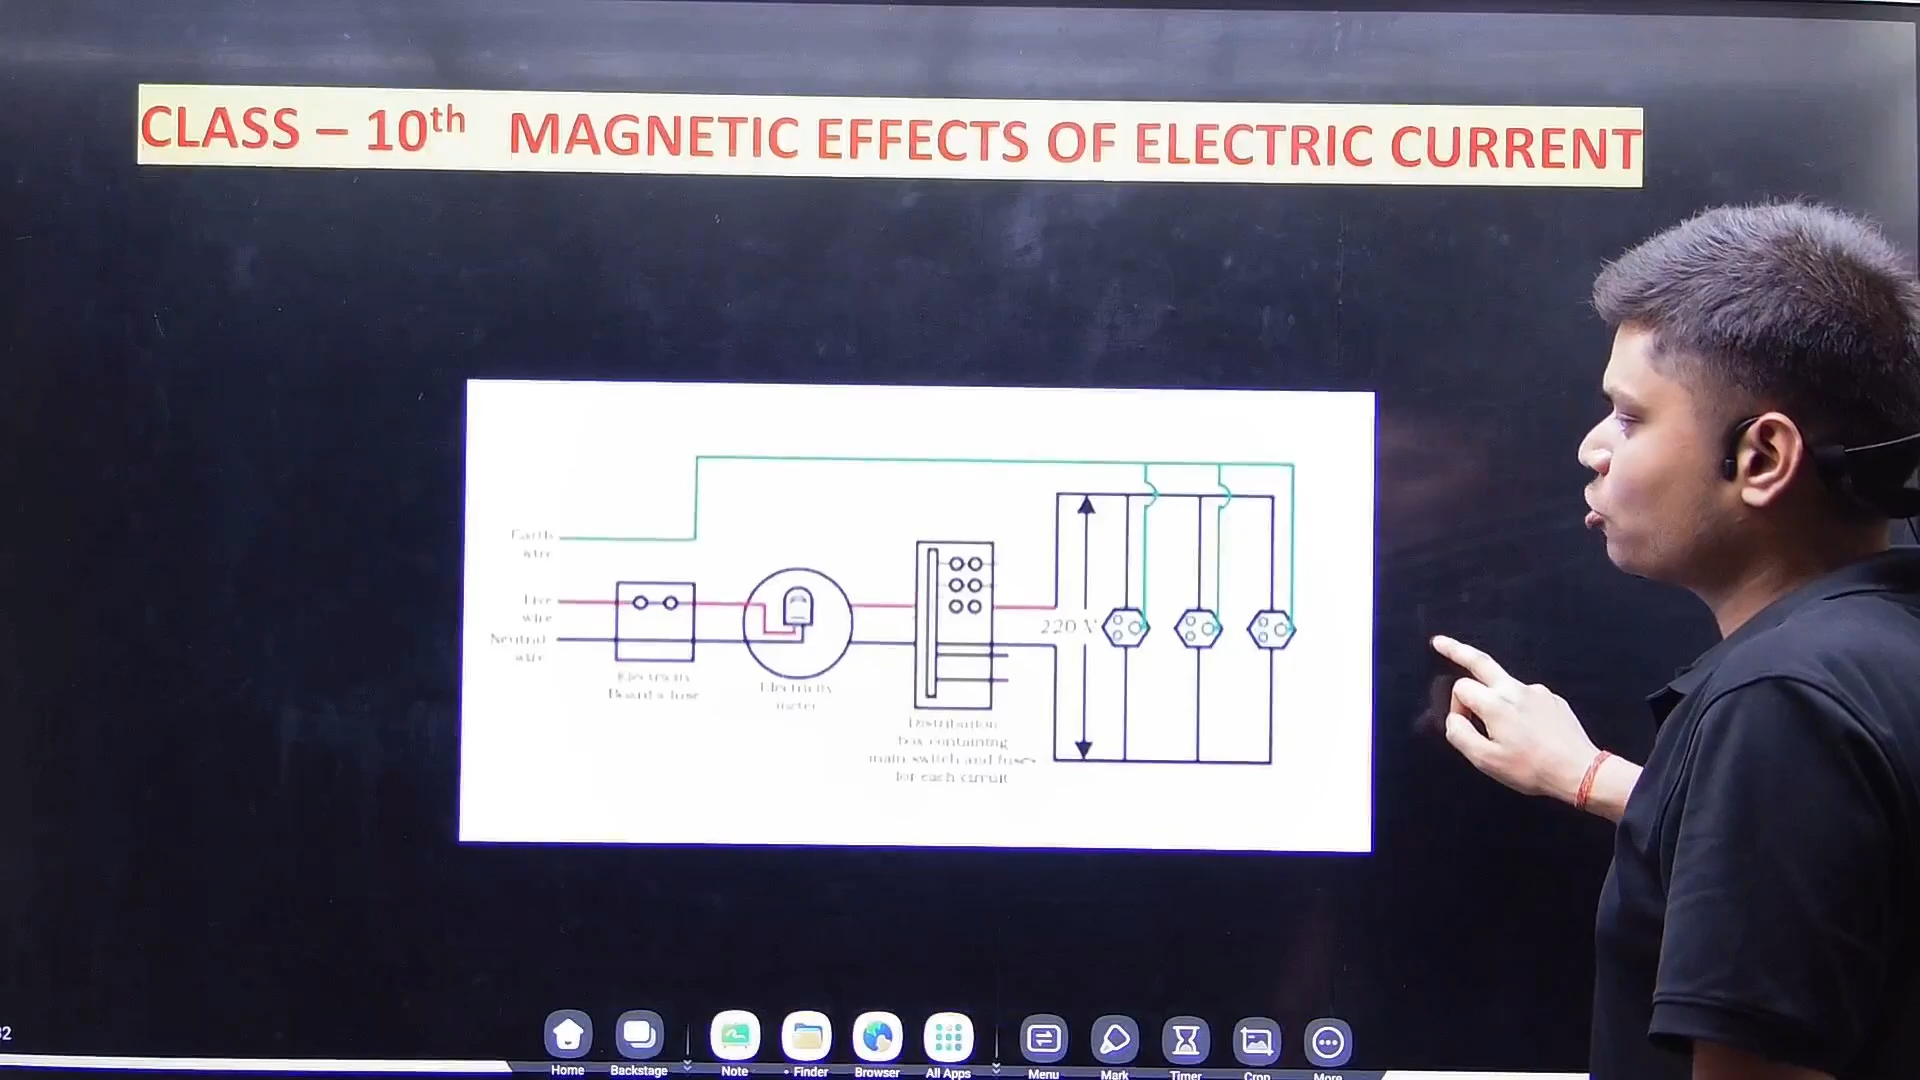 CLASS – 10th MAGNETIC EFFECTS OF ELECTRIC CURRENT
Earth
wire
Live
wire
Neutral
wire
Electricity
Board's fuse
Electricity
meter
Distribution
box containing
main switch and fuses
for each circuit
220 V
Home
Backstage
Note
Finder
Browser
All Apps
Menu
Mark
Timer
Crop
More